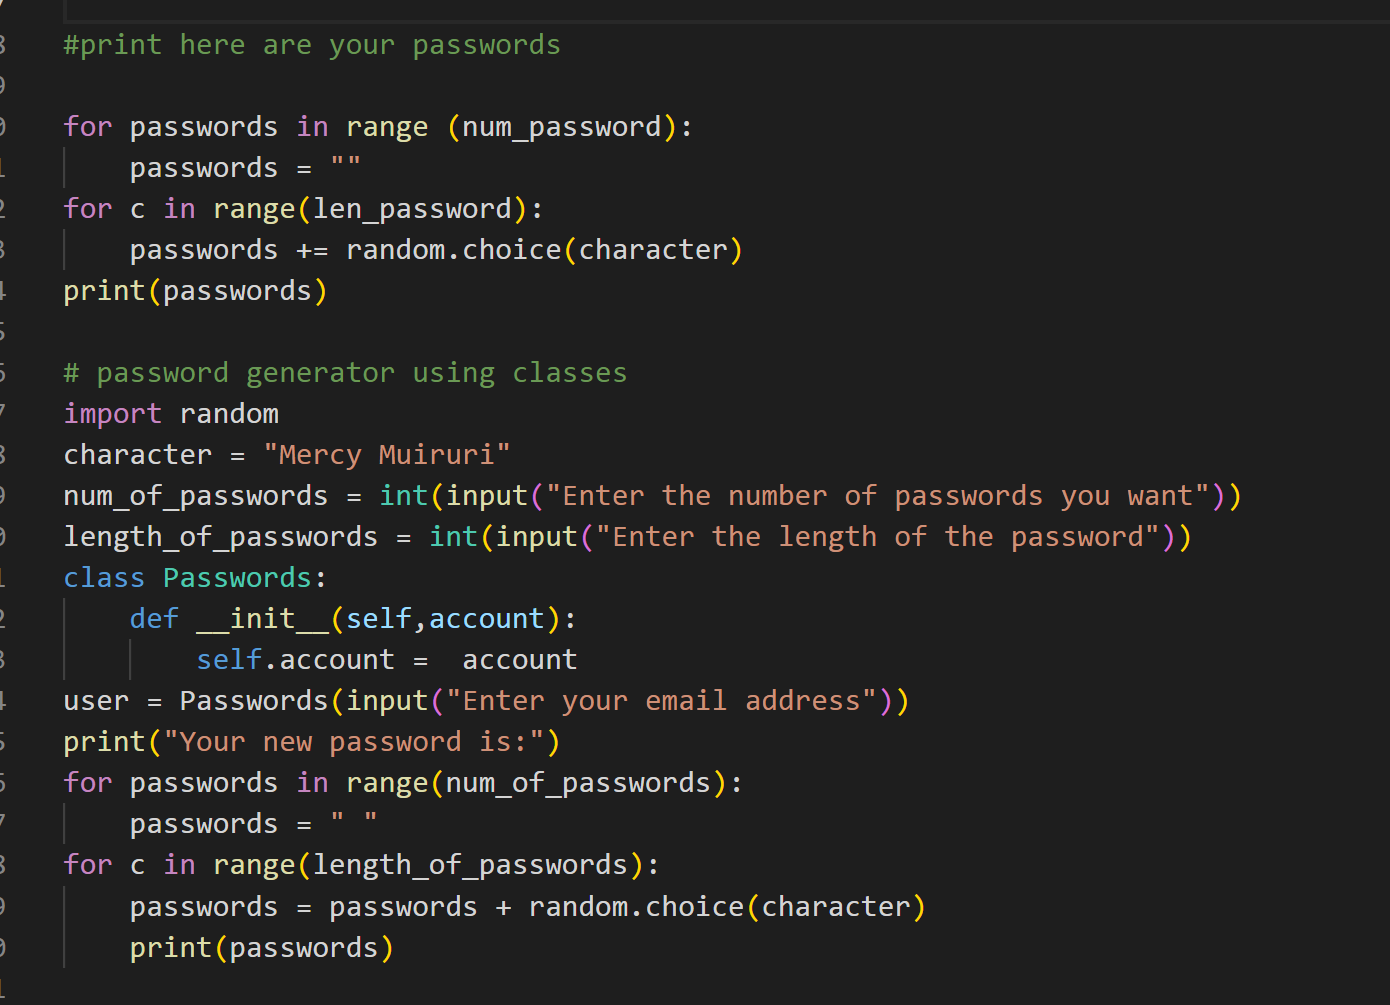 #print here are your passwords
for passwords in range (num_password):
    passwords = ""
for c in range(len_password):
    passwords += random.choice(character)
print(passwords)
# password generator using classes
import random
character = "Mercy Muiruri"
num_of_passwords = int(input("Enter the number of passwords you want"))
length_of_passwords = int(input("Enter the length of the password"))
class Passwords:
    def __init__(self,account):
        self.account =  account
user = Passwords(input("Enter your email address"))
print("Your new password is:")
for passwords in range(num_of_passwords):
    passwords = " "
for c in range(length_of_passwords):
    passwords = passwords + random.choice(character)
    print(passwords)